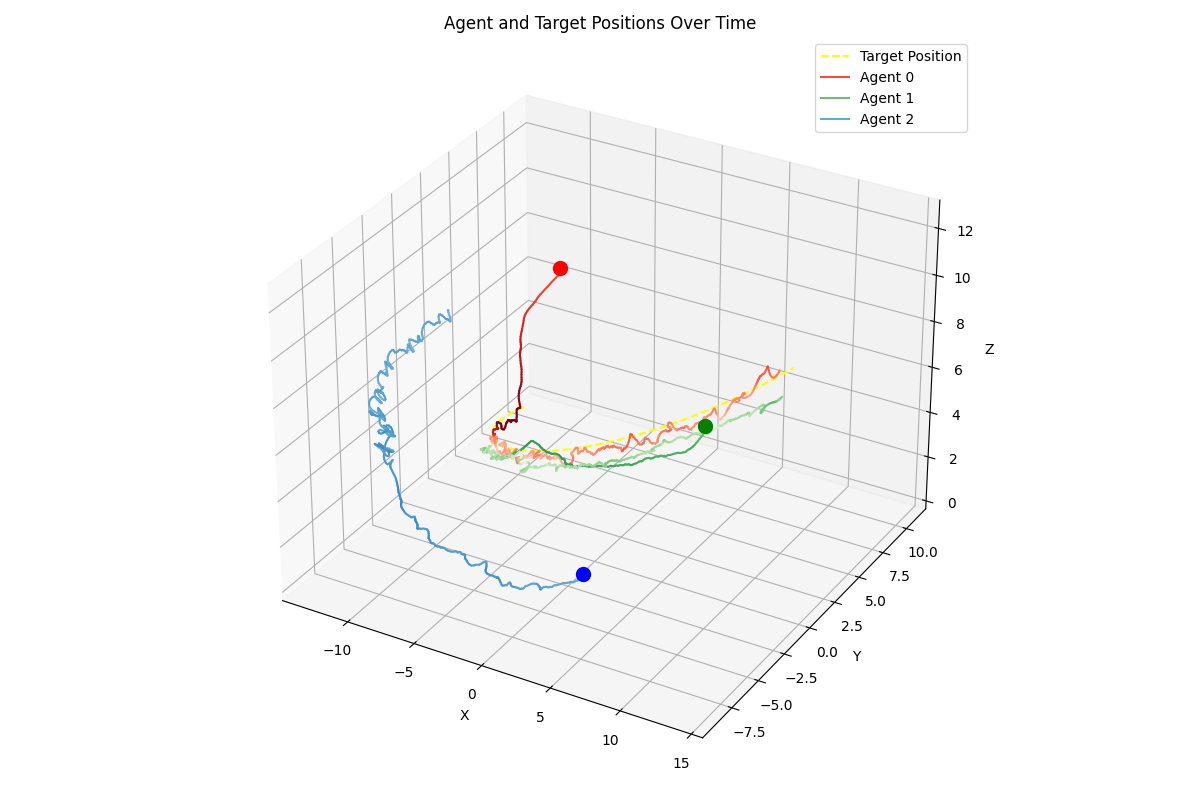 Agent and Target Positions Over Time
Target Position
Agent 0
Agent 1
Agent 2
12
10
8
6
4
2
0
Z
10.0
7.5
5.0
2.5
0.0
−2.5
−5.0
−7.5
Y
−10
−5
0
5
10
15
X